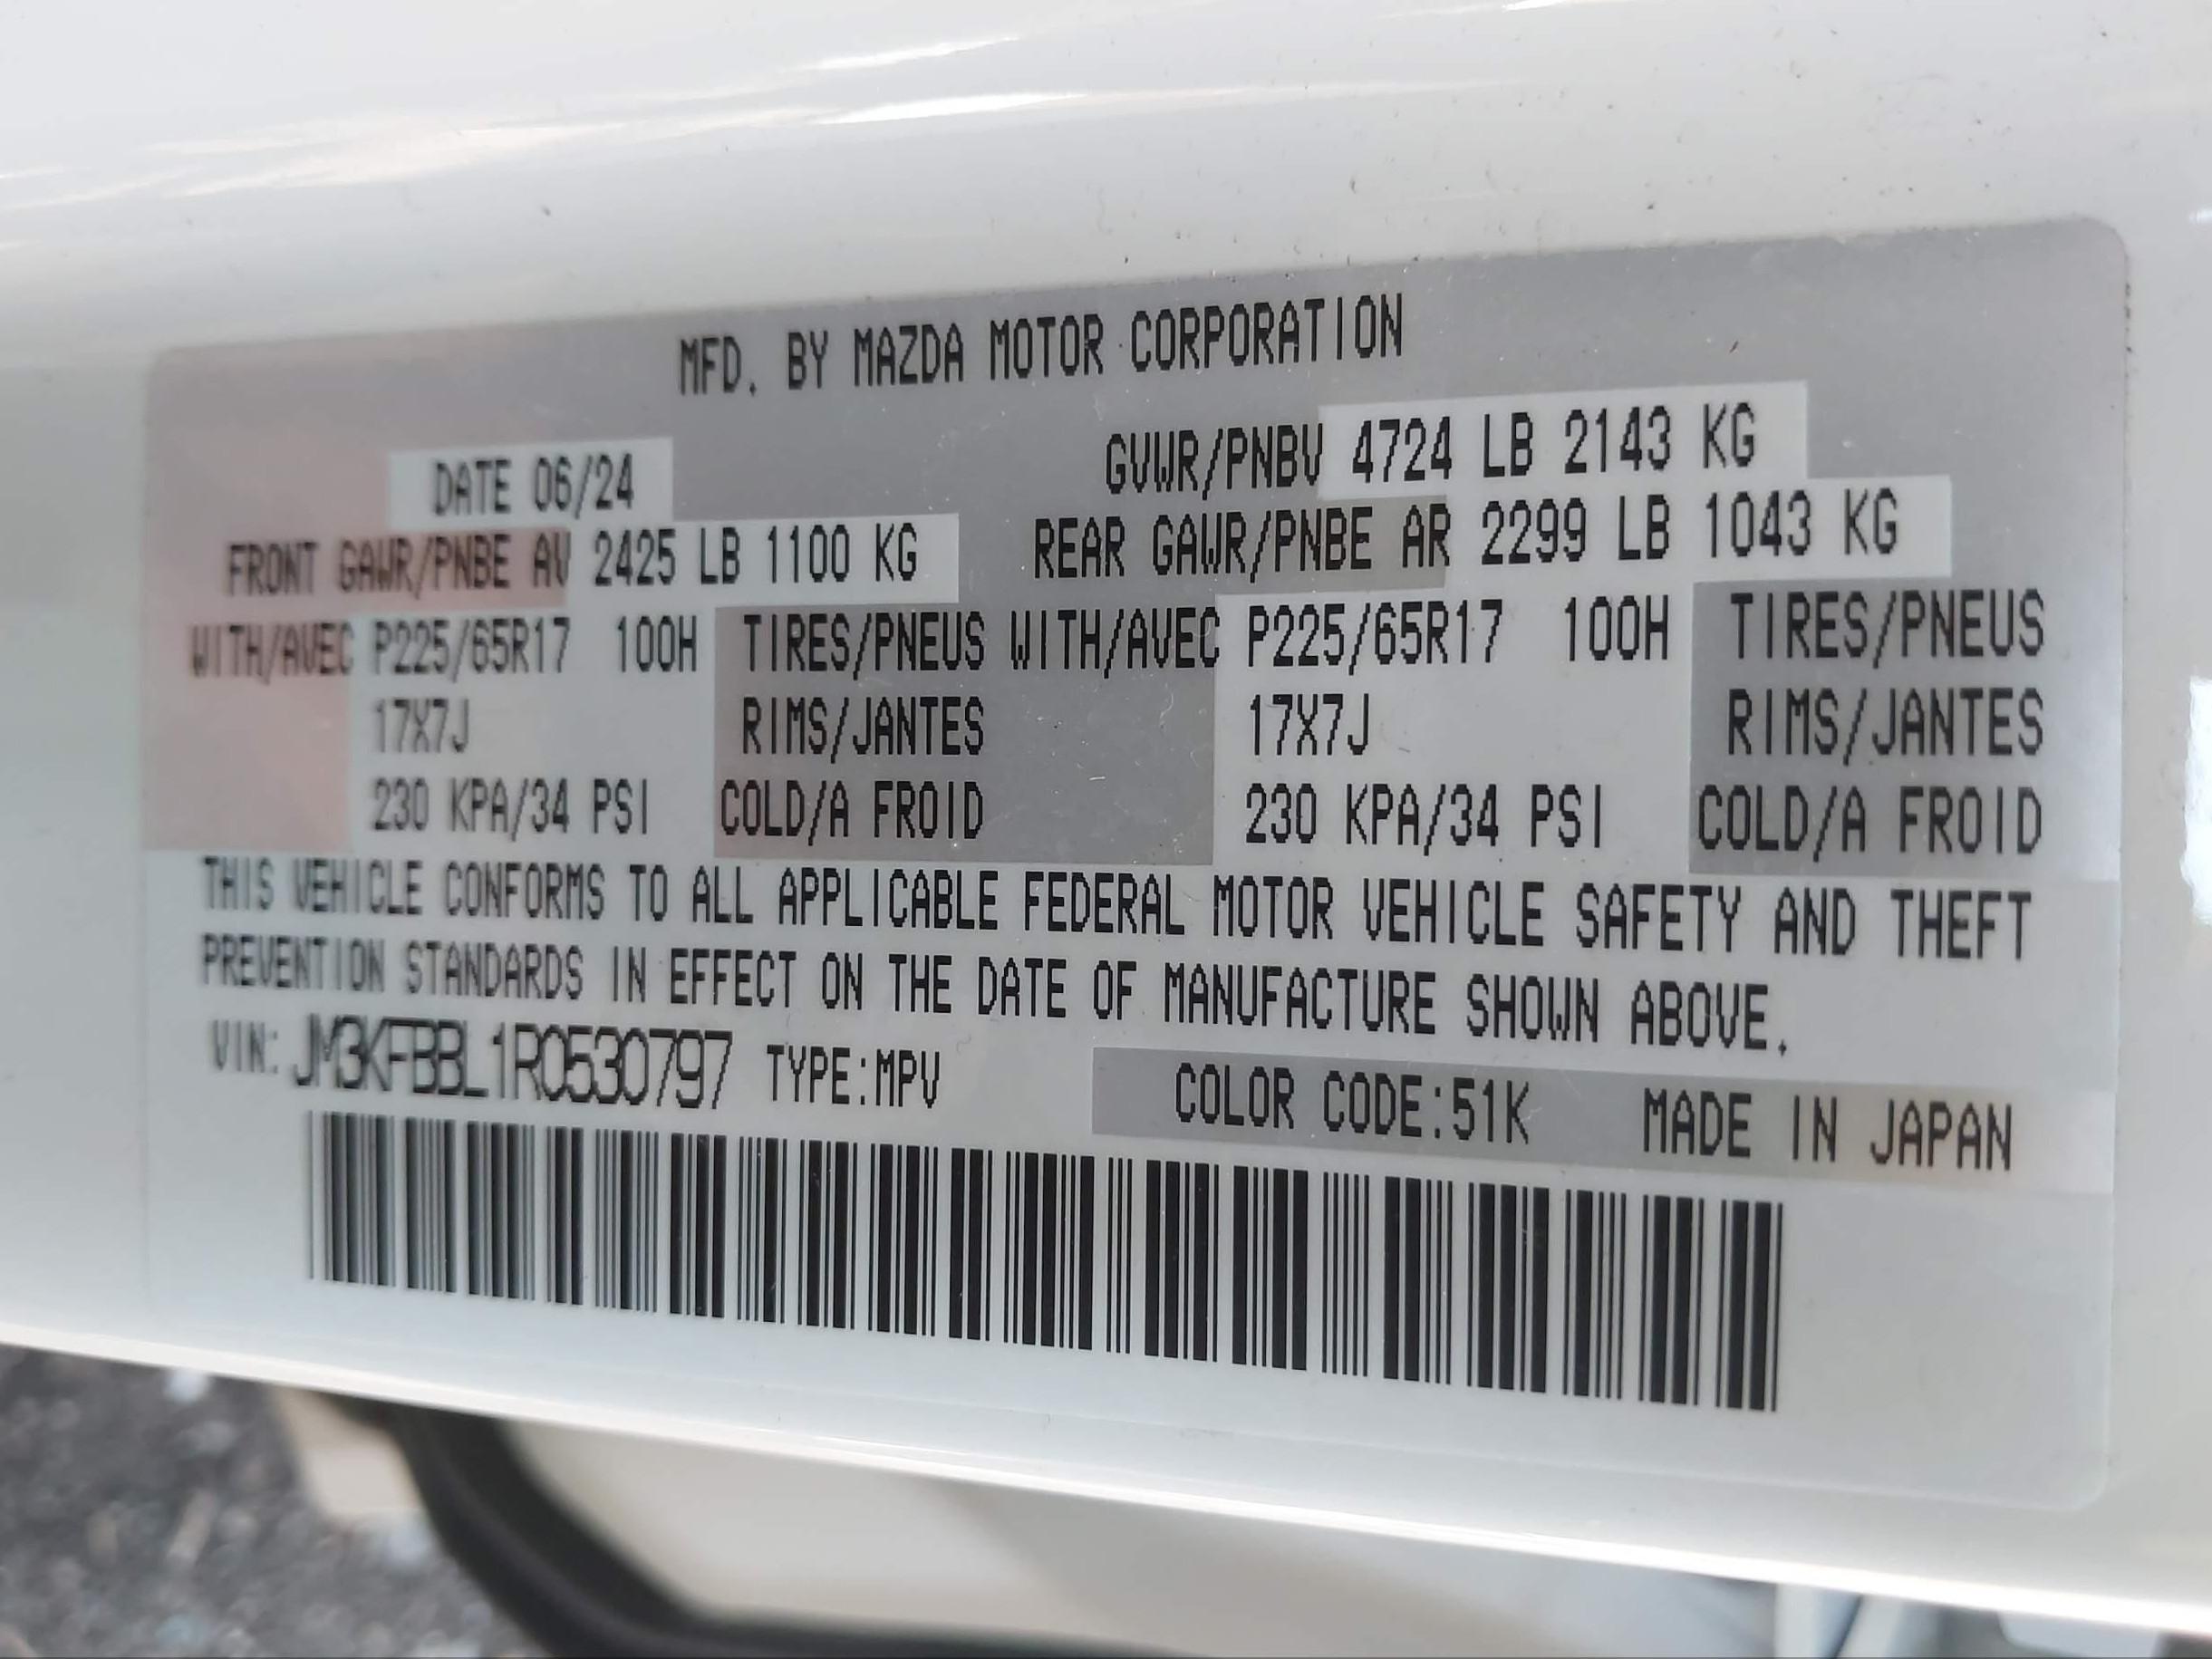 MFD. BY MAZDA MOTOR CORPORATION
DATE 06/24 GVWR/PNBV 4724 LB 2143 KG
FRONT GAWR/PNBE AV 2425 LB 1100 KG REAR GAWR/PNBE AR 2299 LB 1043 KG
WITH/AVEC P225/65R17 100H TIRES/PNEUS WITH/AVEC P225/65R17 100H TIRES/PNEUS
17X7J RIMS/JANTES 17X7J RIMS/JANTES
230 KPA/34 PSI COLD/A FROID 230 KPA/34 PSI COLD/A FROID
THIS VEHICLE CONFORMS TO ALL APPLICABLE FEDERAL MOTOR VEHICLE SAFETY AND THEFT
PREVENTION STANDARDS IN EFFECT ON THE DATE OF MANUFACTURE SHOWN ABOVE.
VIN: JM3KFBBL1R0530797 TYPE:MPV COLOR CODE:51K MADE IN JAPAN